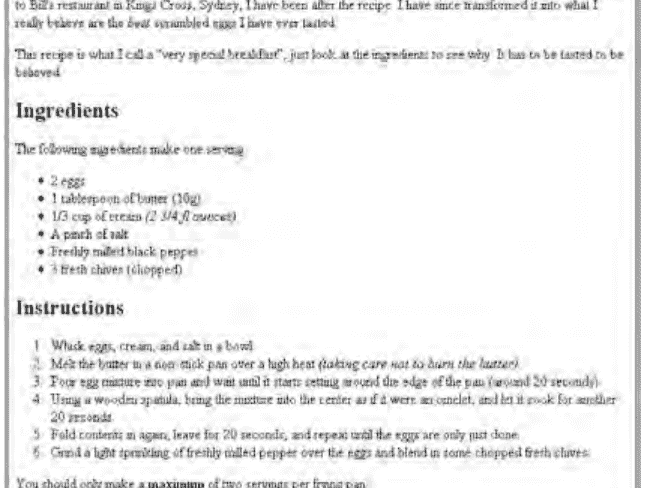 to Bill's restaurant in Kings Cross, Sydney, I have been after the recipe. I have since transformed it into what I
really believe are the best scrambled eggs I have ever tasted.
This recipe is what I call a "very special breakfast"; just look at the ingredients to see why. It has to be tasted to be
believed.
Ingredients
The following ingredients make one serving:
2 eggs
1 tablespoon of butter (10g)
1/3 cup of cream (2 3/4 fl ounces)
A pinch of salt
Freshly milled black pepper
3 fresh chives (chopped)
Instructions
1. Whisk eggs, cream, and salt in a bowl.
2. Melt the butter in a non-stick pan over a high heat (taking care not to burn the butter).
3. Pour egg mixture into pan and wait until it starts setting around the edge of the pan (around 20 seconds).
4. Using a wooden spatula, bring the mixture into the center as if it were an omelet, and let it cook for another
20 seconds.
5. Fold contents in again, leave for 20 seconds, and repeat until the eggs are only just done.
6. Grind a light sprinkling of freshly milled pepper over the eggs and blend in some chopped fresh chives.
You should only make a maximum of two servings per frying pan.